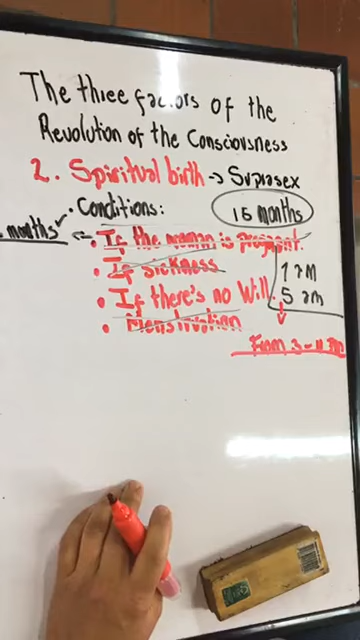 The three factors of the
Revolution of the Consciousness
2. Spiritual birth → Suprasex
• Conditions:
15 months
months ✓ ← • If the woman is pregnant.
• If sickness
1 am
• If there's no Will.
5 am
• Menstruation
From 3 - 4 am